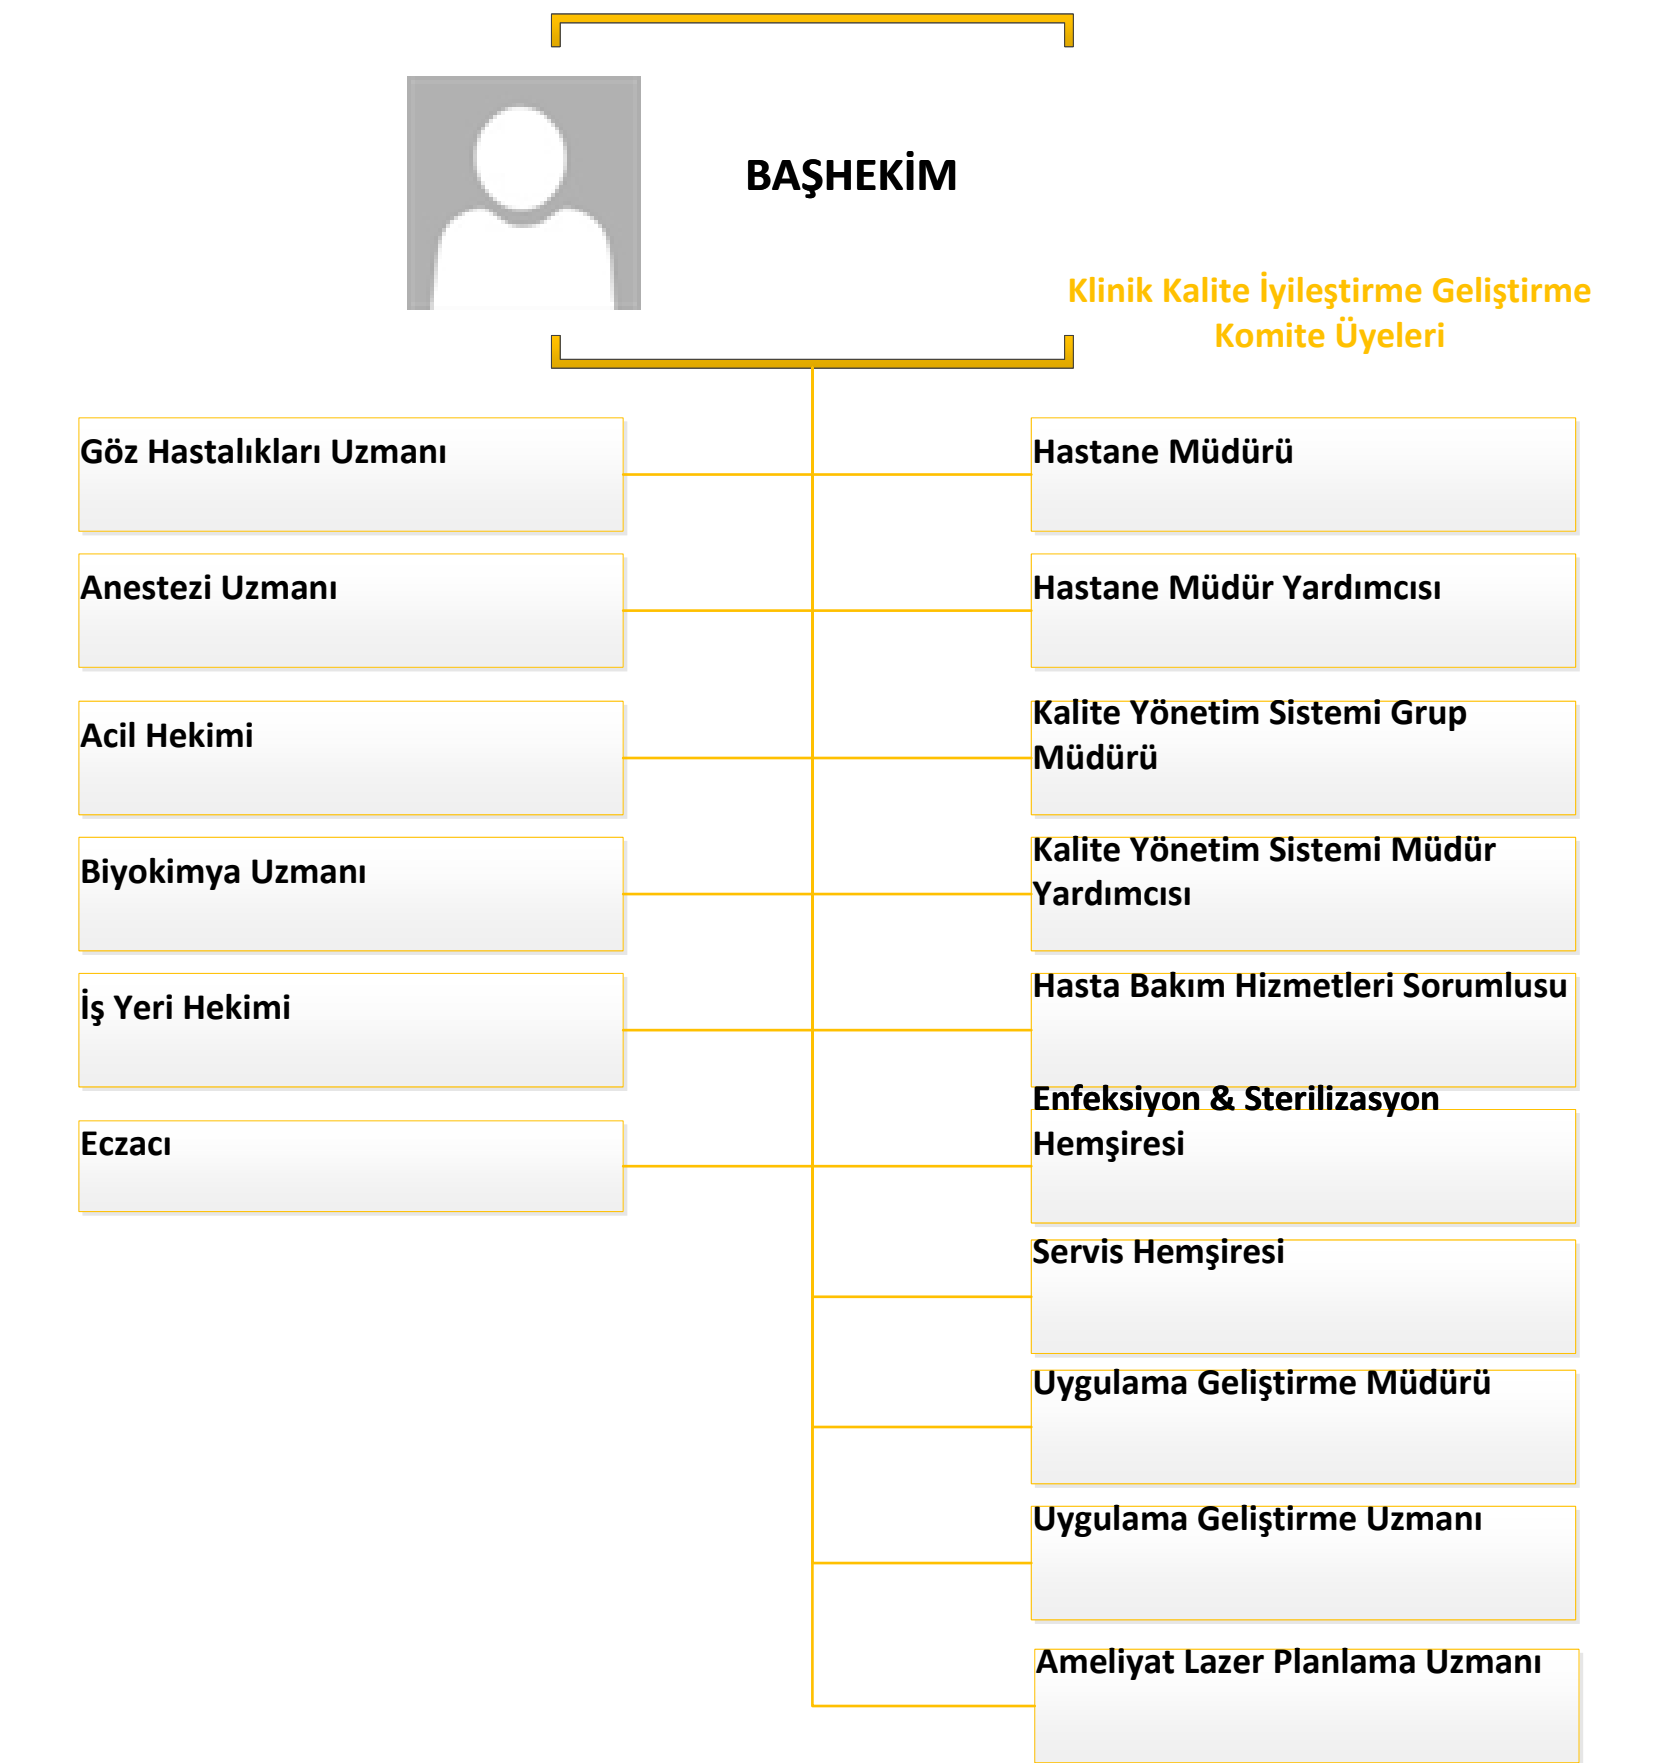 BAŞHEKİM
Klinik Kalite İyileştirme Geliştirme
Komite Üyeleri
Göz Hastalıkları Uzmanı
Hastane Müdürü
Anestezi Uzmanı
Hastane Müdür Yardımcısı
Acil Hekimi
Kalite Yönetim Sistemi Grup
Müdürü
Biyokimya Uzmanı
Kalite Yönetim Sistemi Müdür
Yardımcısı
İş Yeri Hekimi
Hasta Bakım Hizmetleri Sorumlusu
Eczacı
Enfeksiyon & Sterilizasyon
Hemşiresi
Servis Hemşiresi
Uygulama Geliştirme Müdürü
Uygulama Geliştirme Uzmanı
Ameliyat Lazer Planlama Uzmanı